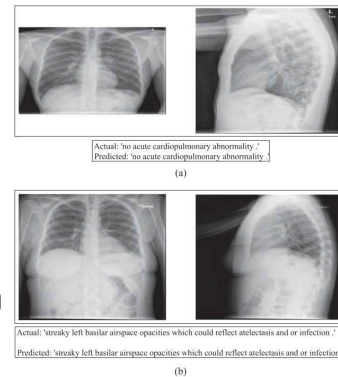 Actual: 'no acute cardiopulmonary abnormality .'
Predicted: 'no acute cardiopulmonary abnormality .'
(a)
Actual: 'streaky left basilar airspace opacities which could reflect atelectasis and or infection .'
Predicted: 'streaky left basilar airspace opacities which could reflect atelectasis and or infection
(b)